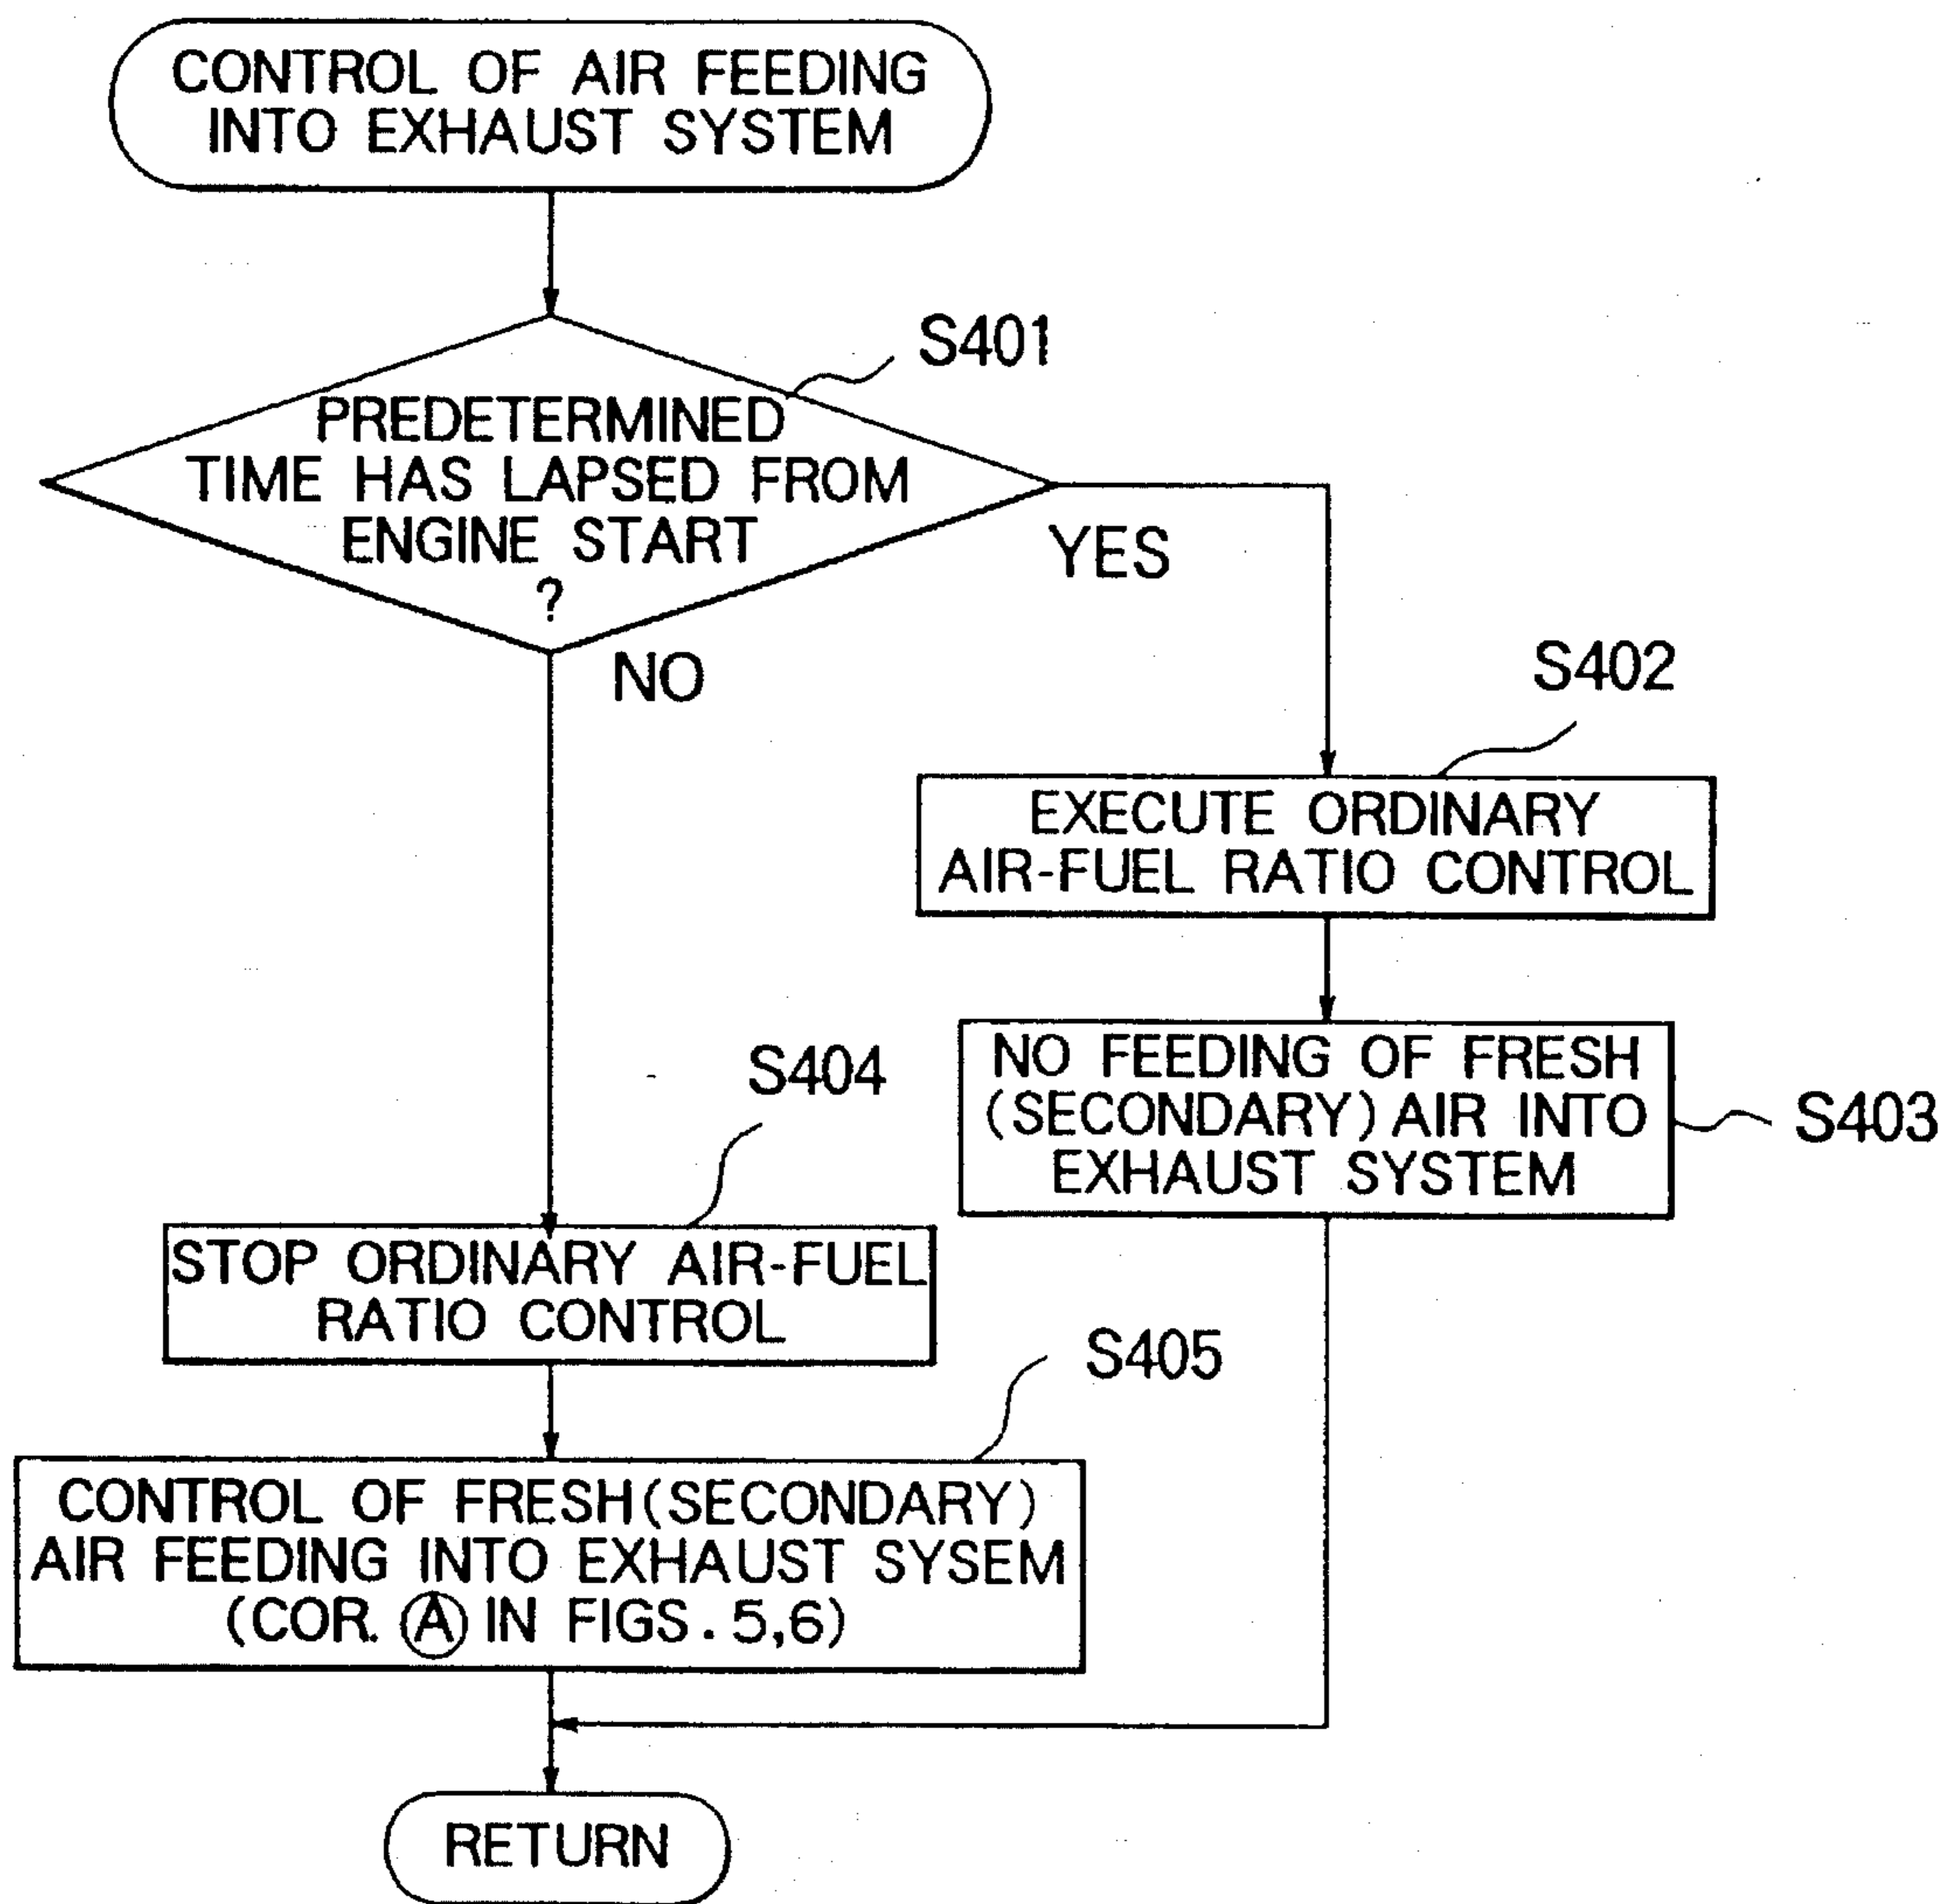 CONTROL OF AIR FEEDING
INTO EXHAUST SYSTEM
S401
PREDETERMINED
TIME HAS LAPSED FROM
ENGINE START
?
YES
NO
S402
EXECUTE ORDINARY
AIR-FUEL RATIO CONTROL
NO FEEDING OF FRESH
(SECONDARY) AIR INTO
EXHAUST SYSTEM
S403
S404
STOP ORDINARY AIR-FUEL
RATIO CONTROL
S405
CONTROL OF FRESH(SECONDARY)
AIR FEEDING INTO EXHAUST SYSEM
(COR. Ⓐ IN FIGS. 5,6)
RETURN